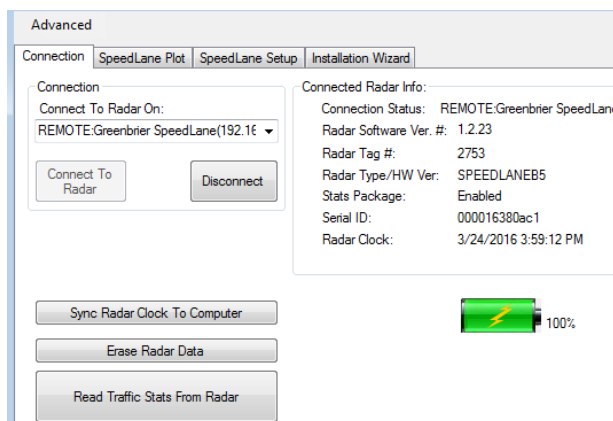 Advanced
Connection
SpeedLane Plot
SpeedLane Setup
Installation Wizard
Connection
Connect To Radar On:
REMOTE:Greenbrier SpeedLane(192.16
Connect To
Radar
Disconnect
Connected Radar Info:
Connection Status: REMOTE:Greenbrier SpeedLane
Radar Software Ver. #: 1.2.23
Radar Tag #: 2753
Radar Type/HW Ver: SPEEDLANEB5
Stats Package: Enabled
Serial ID: 000016380ac1
Radar Clock: 3/24/2016 3:59:12 PM
Sync Radar Clock To Computer
Erase Radar Data
Read Traffic Stats From Radar
100%